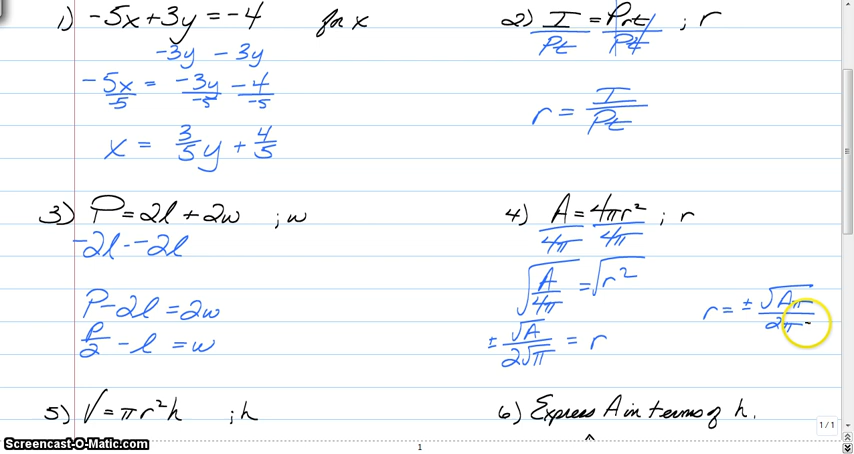 1) -5x + 3y = -4 for x
-3y -3y
-5x/-5 = -3y/-5 -4/-5
x = 3/5 y + 4/5
2) I/Pt = Prt/Pt ; r
r = I/Pt
3) P = 2l + 2w ; w
-2l - -2l
P - 2l = 2w
P/2 - l = w
4) A/4π = 4πr²/4π ; r
√(A/4π) = √r²
± √A/2√π = r
r = ± √Aπ/2π
5) V = πr²h ; h
6) Express A in terms of h.
1/1
Screencast-O-Matic.com
1